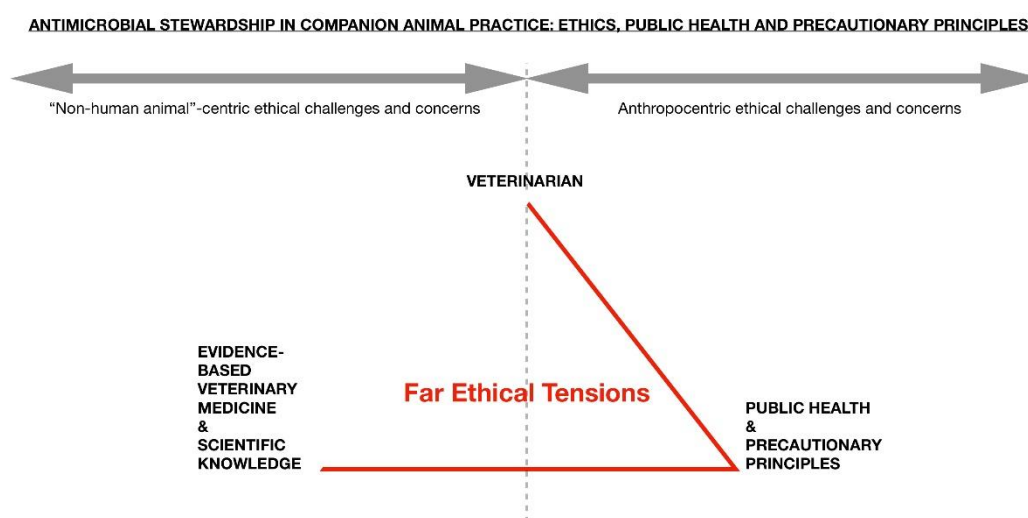 ANTIMICROBIAL STEWARDSHIP IN COMPANION ANIMAL PRACTICE: ETHICS, PUBLIC HEALTH AND PRECAUTIONARY PRINCIPLES
“Non-human animal”-centric ethical challenges and concerns
Anthropocentric ethical challenges and concerns
VETERINARIAN
EVIDENCE-
BASED
VETERINARY
MEDICINE
&
SCIENTIFIC
KNOWLEDGE
Far Ethical Tensions
PUBLIC HEALTH
&
PRECAUTIONARY
PRINCIPLES